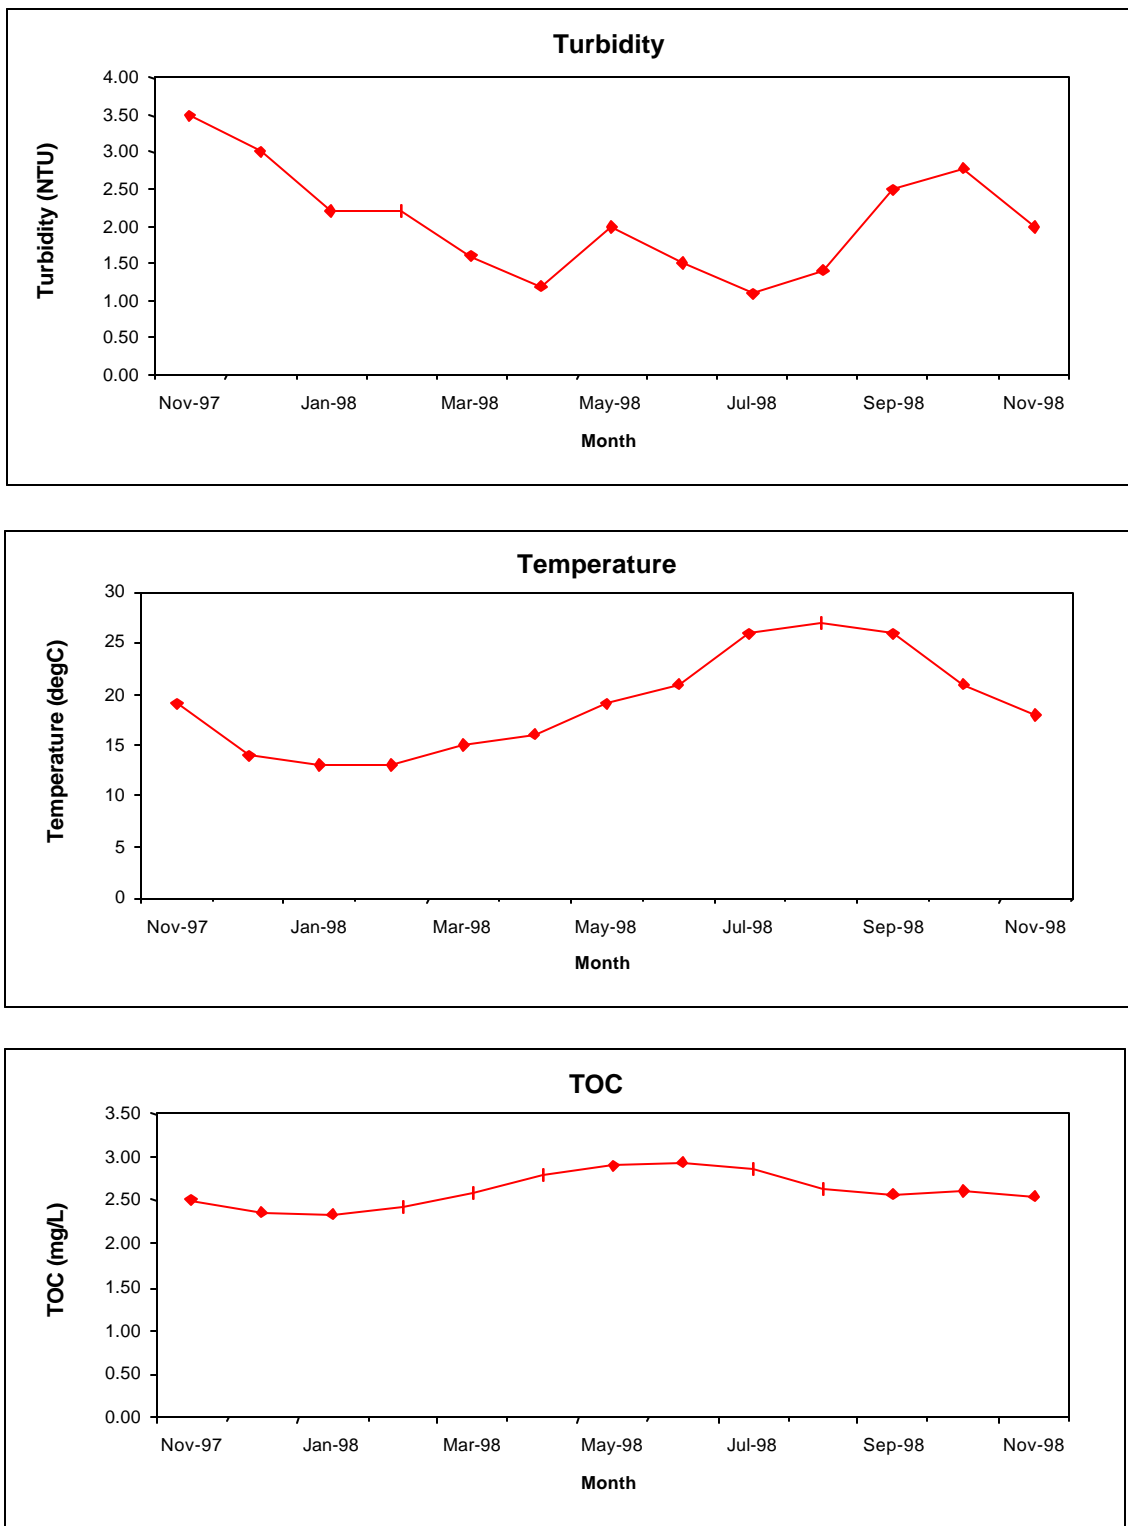 Turbidity
4.00
3.50
3.00
2.50
2.00
1.50
1.00
0.50
0.00
Turbidity (NTU)
Nov-97 Jan-98 Mar-98 May-98 Jul-98 Sep-98 Nov-98
Month
Temperature
30
25
20
15
10
5
0
Temperature (degC)
Nov-97 Jan-98 Mar-98 May-98 Jul-98 Sep-98 Nov-98
Month
TOC
3.50
3.00
2.50
2.00
1.50
1.00
0.50
0.00
TOC (mg/L)
Nov-97 Jan-98 Mar-98 May-98 Jul-98 Sep-98 Nov-98
Month